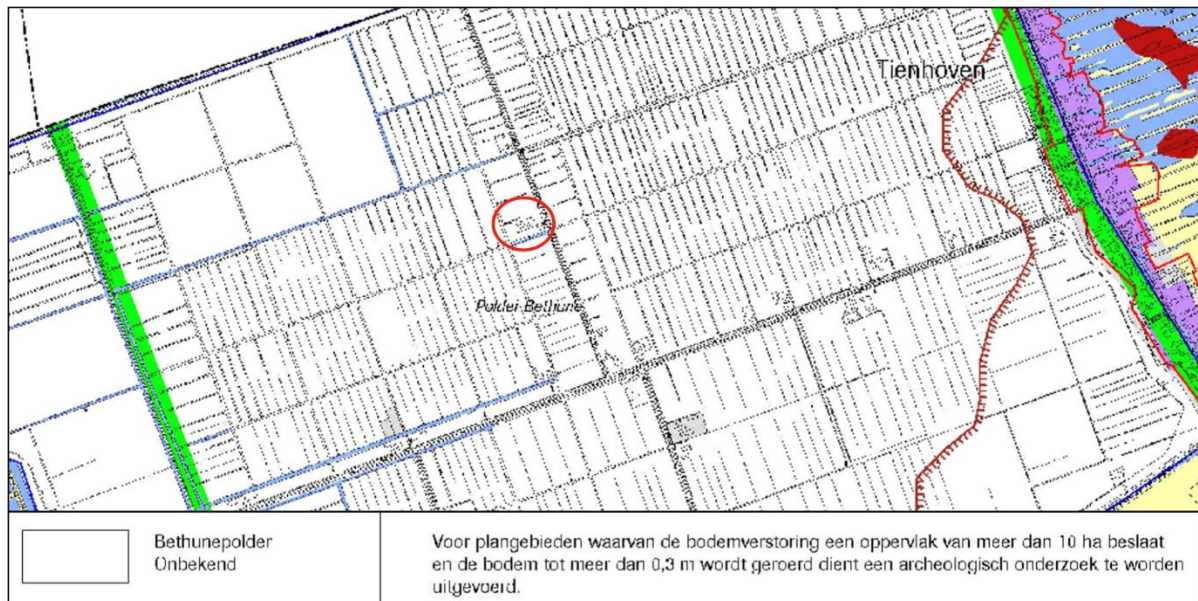 Tienhoven
Polder Bethune
Bethunepolder
Onbekend
Voor plangebieden waarvan de bodemverstoring een oppervlak van meer dan 10 ha beslaat
en de bodem tot meer dan 0,3 m wordt geroerd dient een archeologisch onderzoek te worden
uitgevoerd.